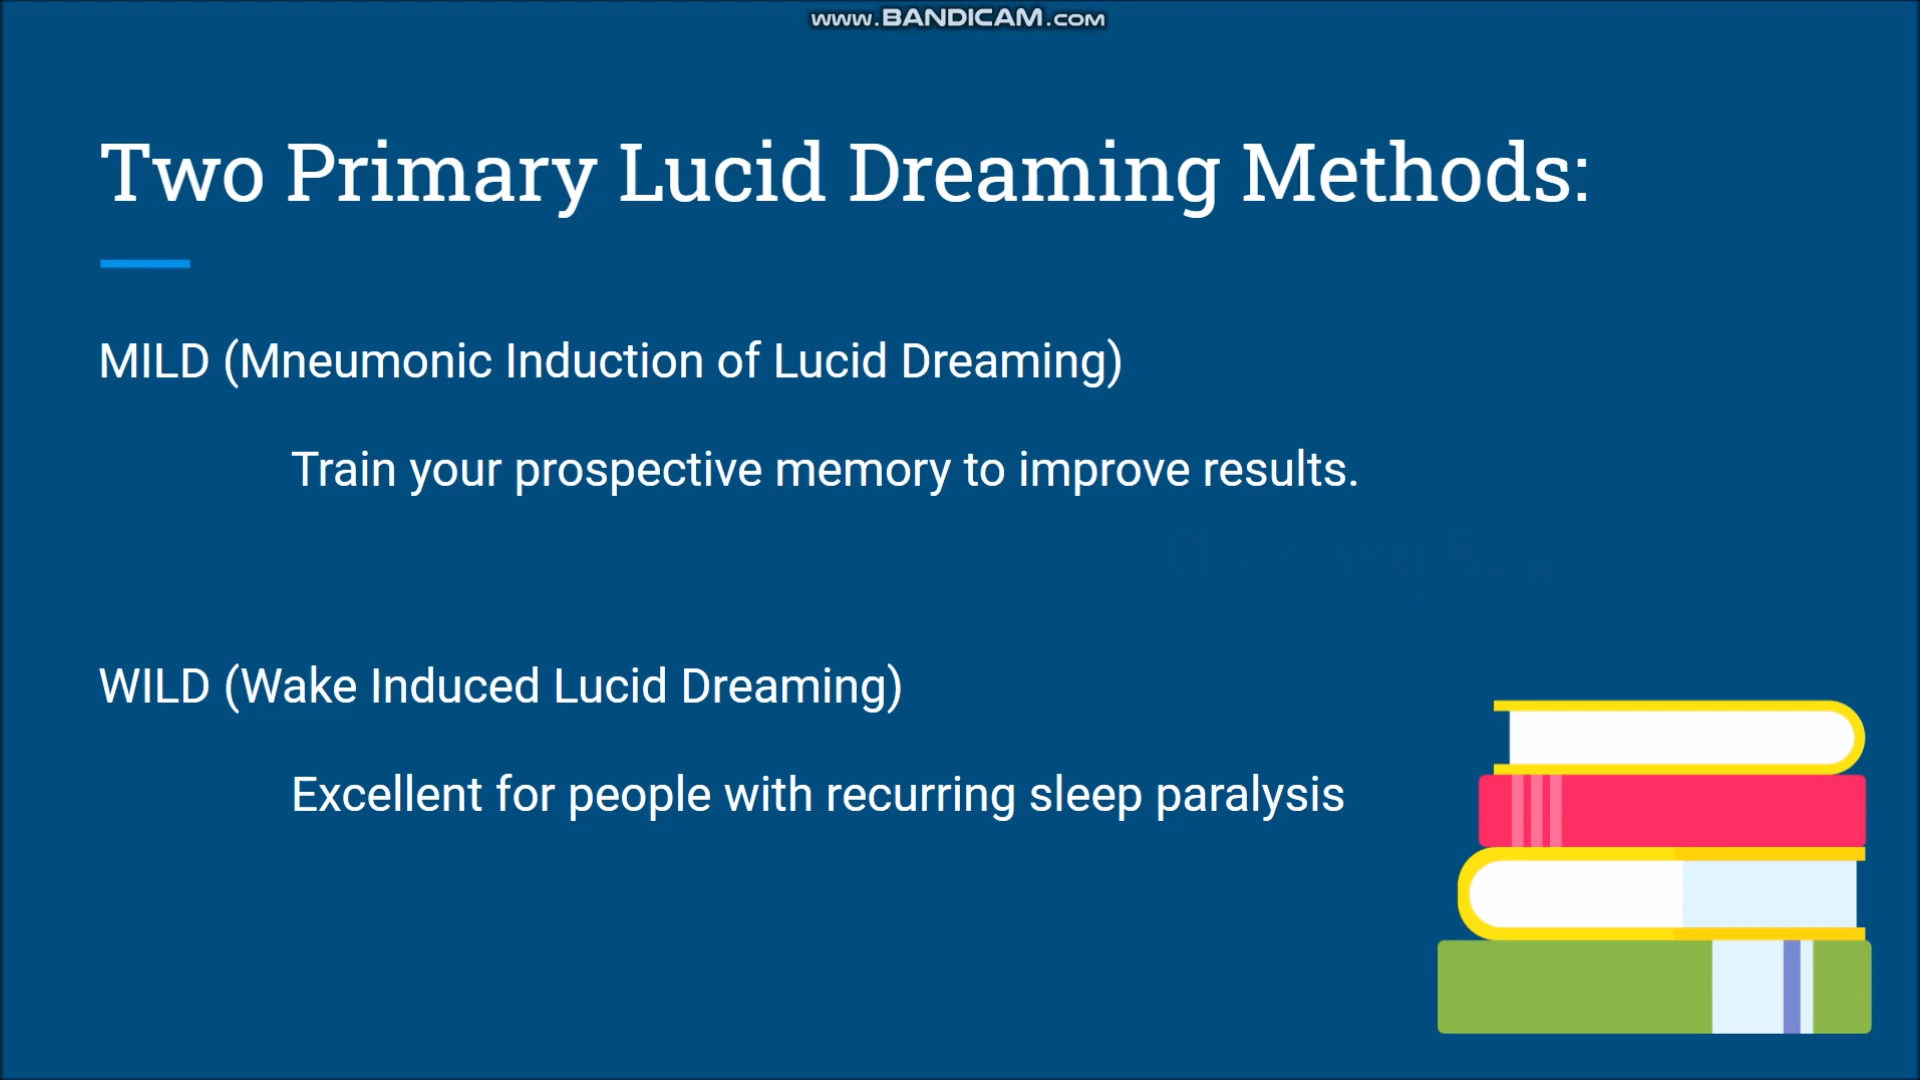 www.BANDICAM.com
Two Primary Lucid Dreaming Methods:
MILD (Mneumonic Induction of Lucid Dreaming)
Train your prospective memory to improve results.
WILD (Wake Induced Lucid Dreaming)
Excellent for people with recurring sleep paralysis